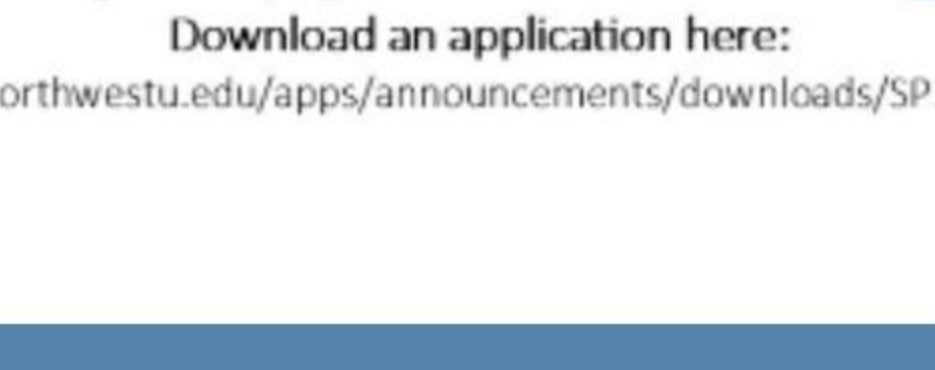 Download an application here:
orthwestu.edu/apps/announcements/downloads/SP